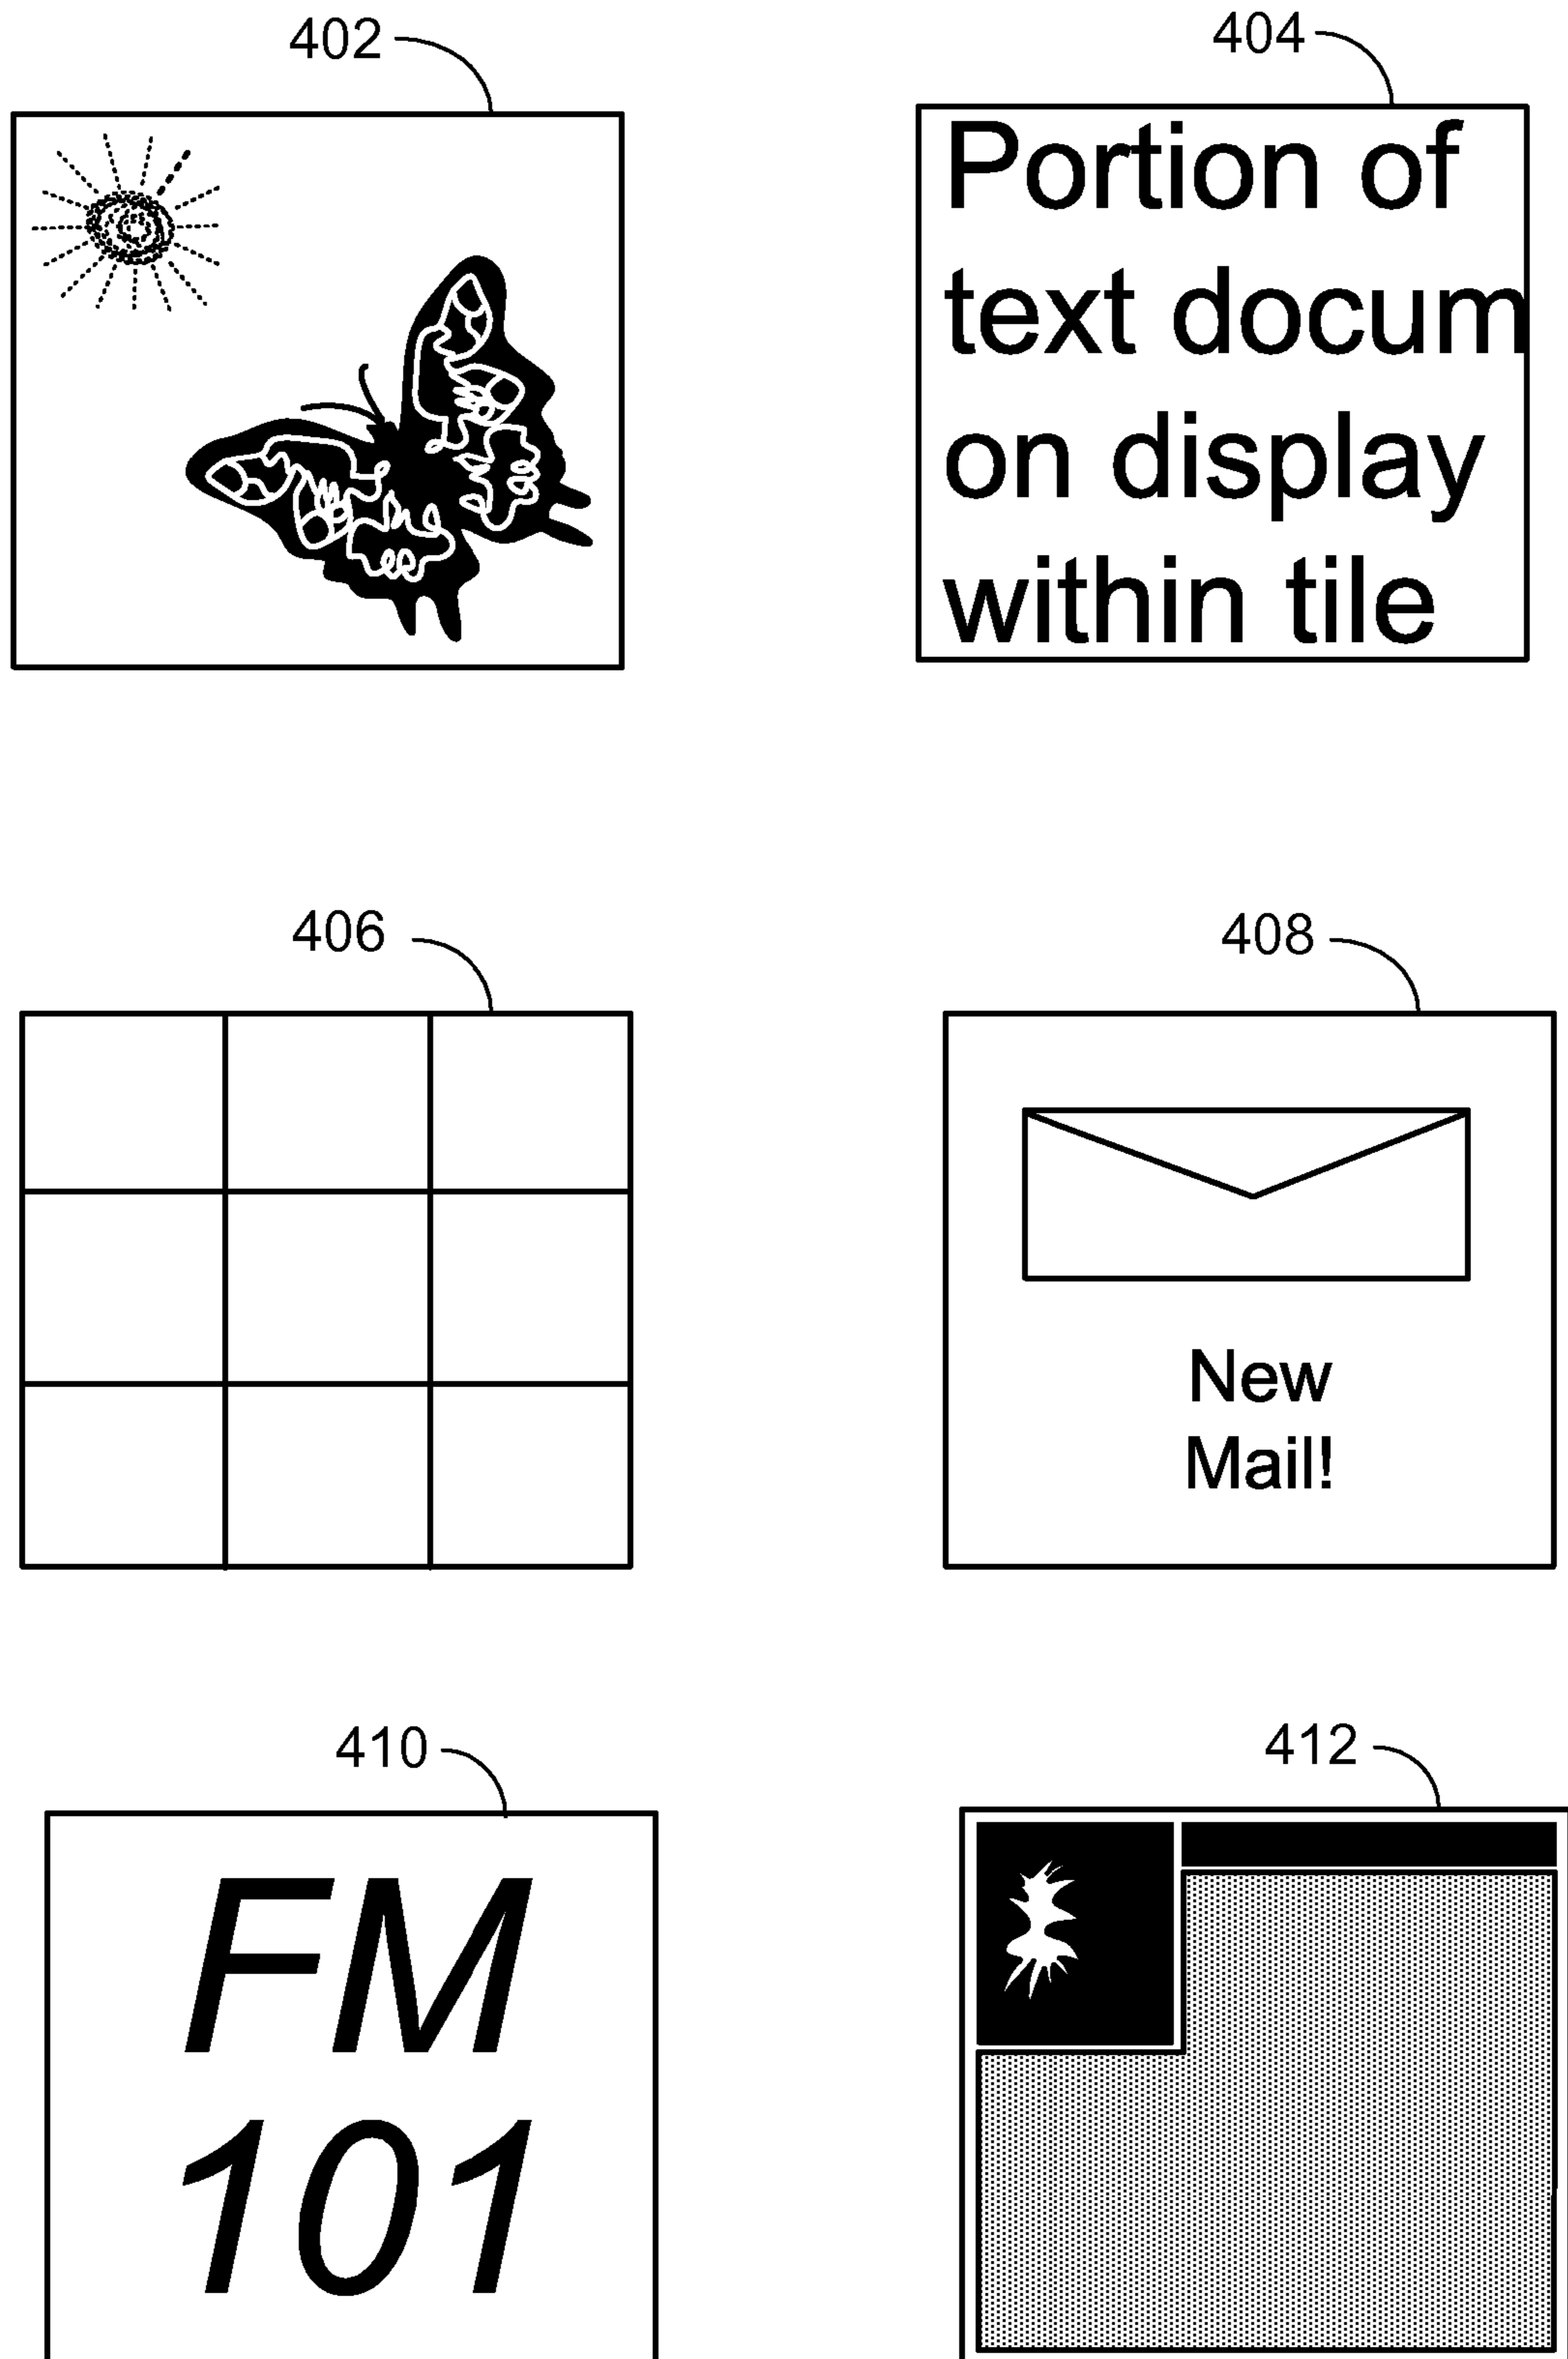 402
404
Portion of
text docum
on display
within tile
406
408
New
Mail!
410
412
FM
101